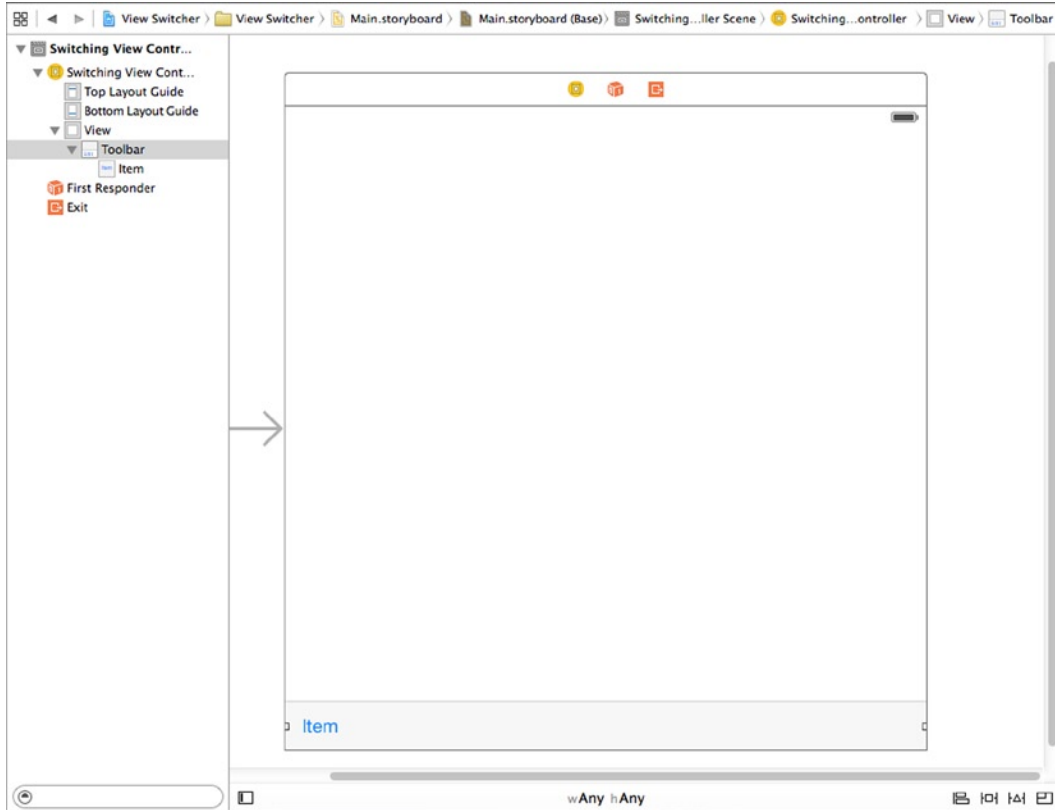 View Switcher 〉 View Switcher 〉 Main.storyboard 〉 Main.storyboard (Base) 〉 Switching...ller Scene 〉 Switching...ontroller 〉 View 〉 Toolbar
Switching View Contr...
Switching View Cont...
Top Layout Guide
Bottom Layout Guide
View
Toolbar
Item
First Responder
Exit
Item
wAny hAny